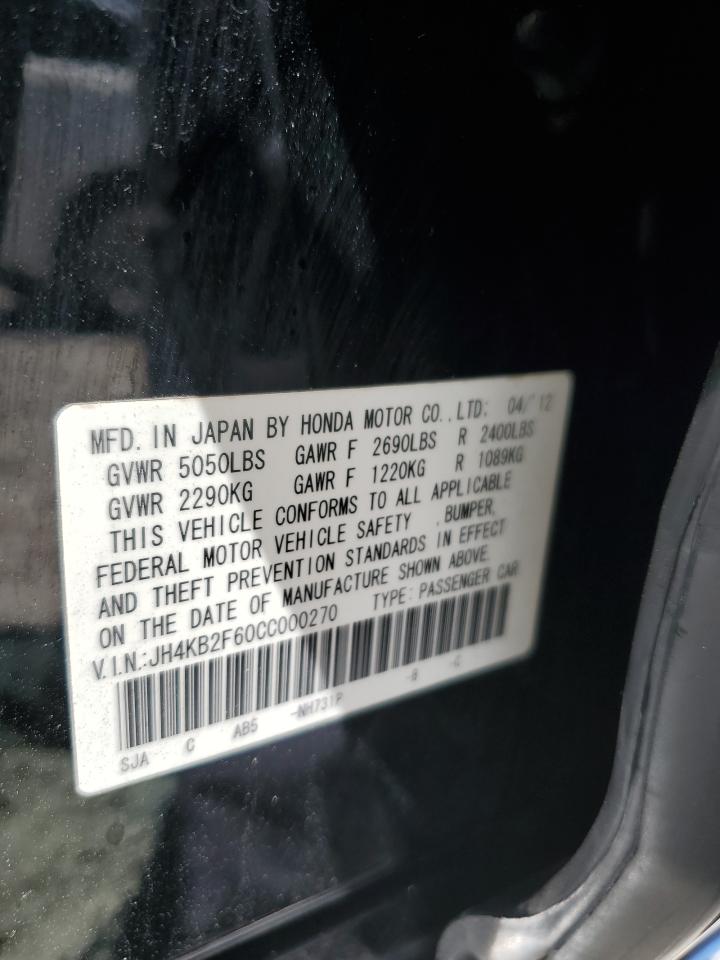 MFD. IN JAPAN BY HONDA MOTOR CO., LTD: 04/'12
GVWR 5050LBS GAWR F 2690LBS R 2400LBS
GVWR 2290KG GAWR F 1220KG R 1089KG
THIS VEHICLE CONFORMS TO ALL APPLICABLE
FEDERAL MOTOR VEHICLE SAFETY , BUMPER,
AND THEFT PREVENTION STANDARDS IN EFFECT
ON THE DATE OF MANUFACTURE SHOWN ABOVE.
V.I.N.:JH4KB2F60CC000270 TYPE: PASSENGER CAR
SJA C AB5 -NH731P -B -C